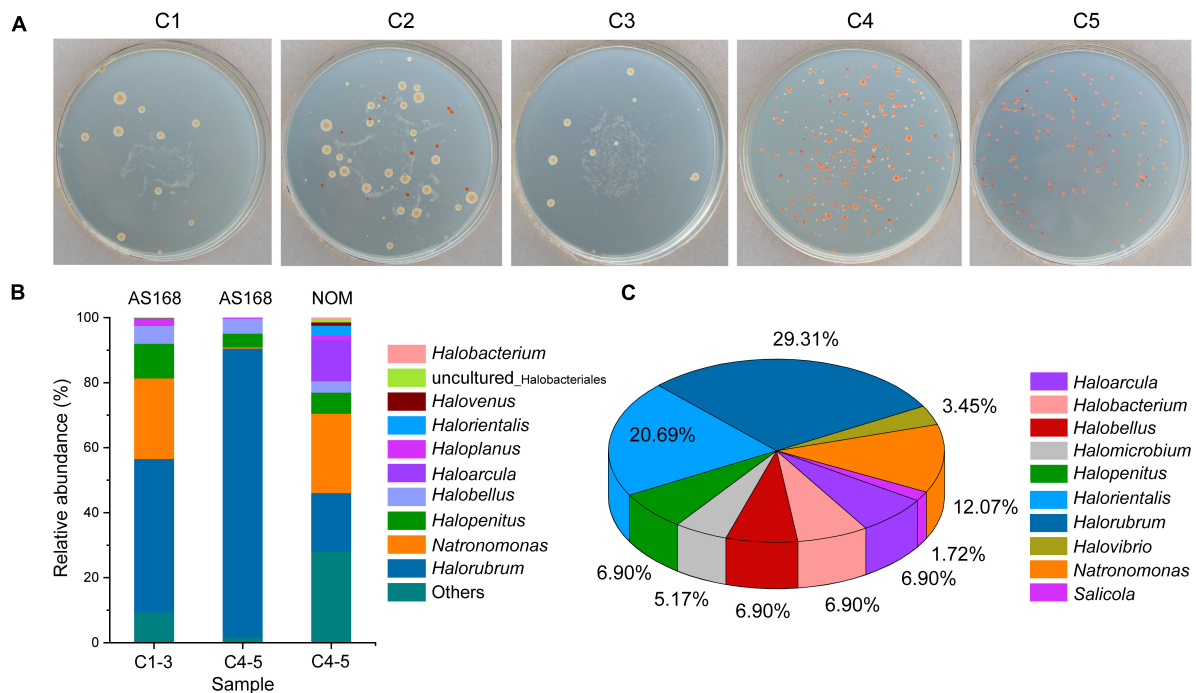 A
C1
C2
C3
C4
C5
B
AS168
AS168
NOM
Relative abundance (%)
100
80
60
40
20
0
C1-3
C4-5
C4-5
Sample
Halobacterium
uncultured_Halobacteriales
Halovenus
Halorientalis
Haloplanus
Haloarcula
Halobellus
Halopenitus
Natronomonas
Halorubrum
Others
C
29.31%
3.45%
20.69%
12.07%
1.72%
6.90%
6.90%
5.17%
6.90%
6.90%
Haloarcula
Halobacterium
Halobellus
Halomicrobium
Halopenitus
Halorientalis
Halorubrum
Halovibrio
Natronomonas
Salicola